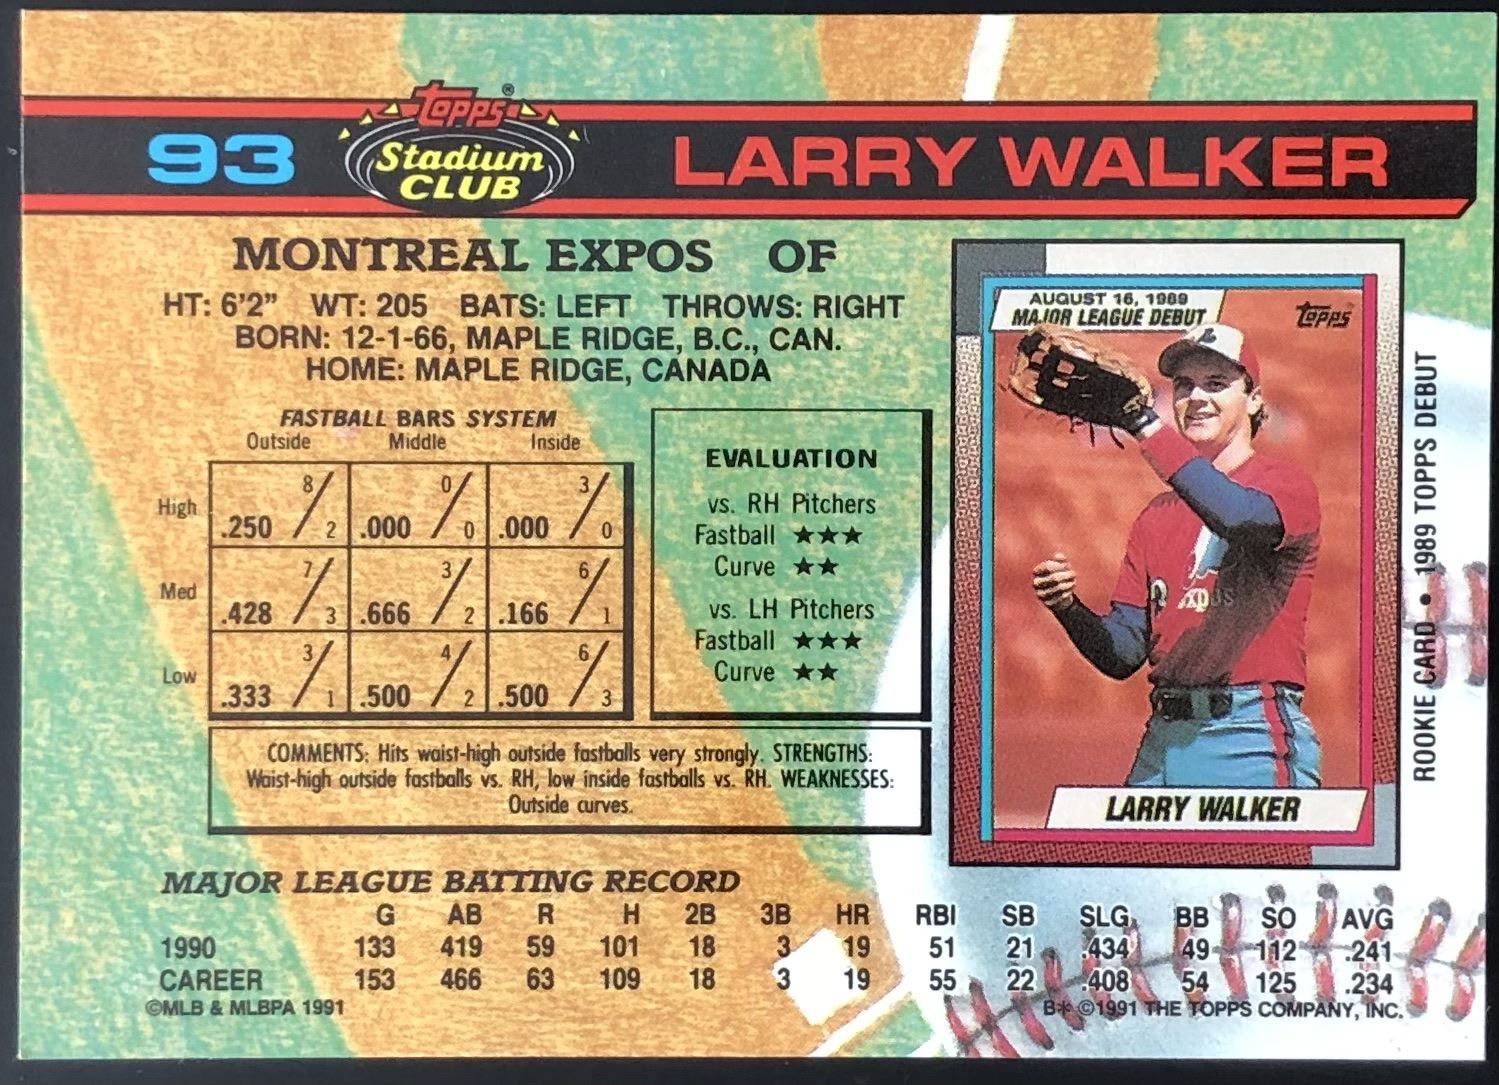 93
Topps®
Stadium
CLUB
LARRY WALKER
MONTREAL EXPOS OF
HT: 6'2" WT: 205 BATS: LEFT THROWS: RIGHT
BORN: 12-1-66, MAPLE RIDGE, B.C., CAN.
HOME: MAPLE RIDGE, CANADA
FASTBALL BARS SYSTEM
Outside Middle Inside
High .250 8/2 .000 0/0 .000 3/0
Med .428 7/3 .666 3/2 .166 6/1
Low .333 3/1 .500 4/2 .500 6/3
EVALUATION
vs. RH Pitchers
Fastball ★★★
Curve ★★
vs. LH Pitchers
Fastball ★★★
Curve ★★
COMMENTS: Hits waist-high outside fastballs very strongly. STRENGTHS:
Waist-high outside fastballs vs. RH, low inside fastballs vs. RH. WEAKNESSES:
Outside curves.
AUGUST 16, 1989
MAJOR LEAGUE DEBUT
Topps
Expos
LARRY WALKER
ROOKIE CARD • 1989 TOPPS DEBUT
MAJOR LEAGUE BATTING RECORD
G AB R H 2B 3B HR RBI SB SLG BB SO AVG
1990 133 419 59 101 18 3 19 51 21 .434 49 112 .241
CAREER 153 466 63 109 18 3 19 55 22 .408 54 125 .234
©MLB & MLBPA 1991
B* ©1991 THE TOPPS COMPANY, INC.